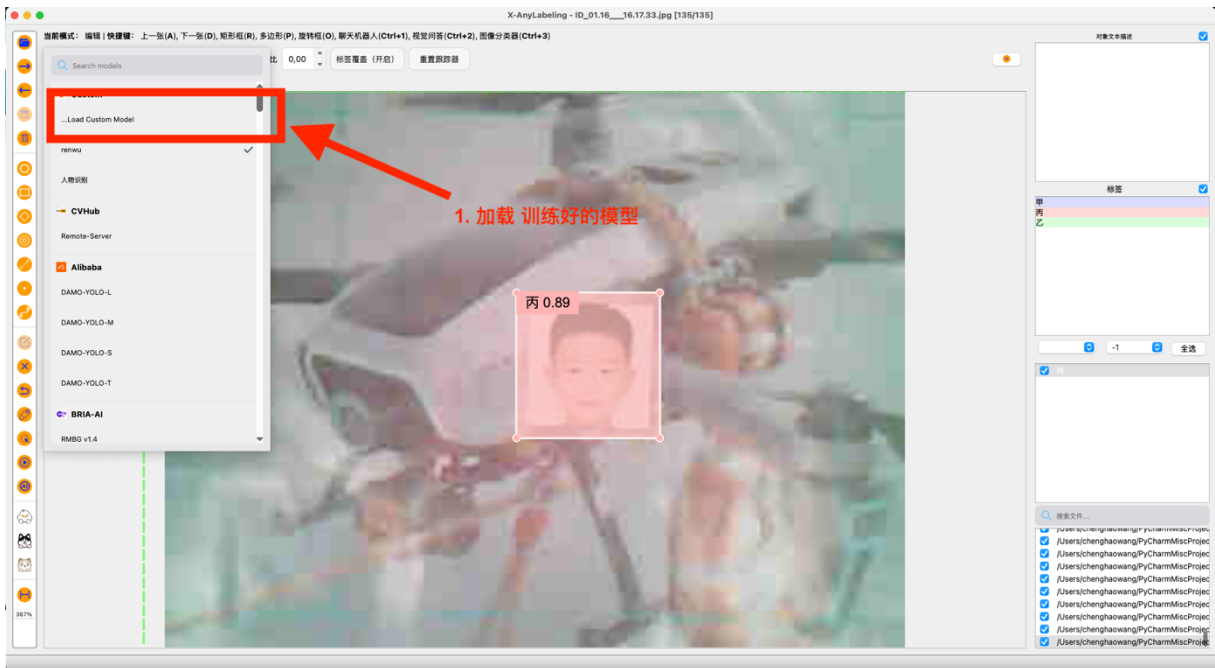 X-AnyLabeling - ID_01.16___16.17.33.jpg [135/135]
当前模式： 编辑 | 快捷键： 上一张(A), 下一张(D), 矩形框(R), 多边形(P), 旋转框(O), 聊天机器人(Ctrl+1), 视觉问答(Ctrl+2), 图像分类器(Ctrl+3)
对象文本描述
Search models
比 0,00 标签覆盖（开启） 重置跟踪器
Custom
...Load Custom Model
renwu
人物识别
1. 加载 训练好的模型
CVHub
Remote-Server
Alibaba
DAMO-YOLO-L
DAMO-YOLO-M
DAMO-YOLO-S
DAMO-YOLO-T
BRIA-AI
RMBG v1.4
丙 0.89
标签
甲
丙
乙
-1 全选
丙
搜索文件...
/Users/chenghaowang/PyCharmMiscProjec
/Users/chenghaowang/PyCharmMiscProjec
/Users/chenghaowang/PyCharmMiscProjec
/Users/chenghaowang/PyCharmMiscProjec
/Users/chenghaowang/PyCharmMiscProjec
/Users/chenghaowang/PyCharmMiscProjec
/Users/chenghaowang/PyCharmMiscProjec
/Users/chenghaowang/PyCharmMiscProjec
/Users/chenghaowang/PyCharmMiscProjec
/Users/chenghaowang/PyCharmMiscProjec
367%